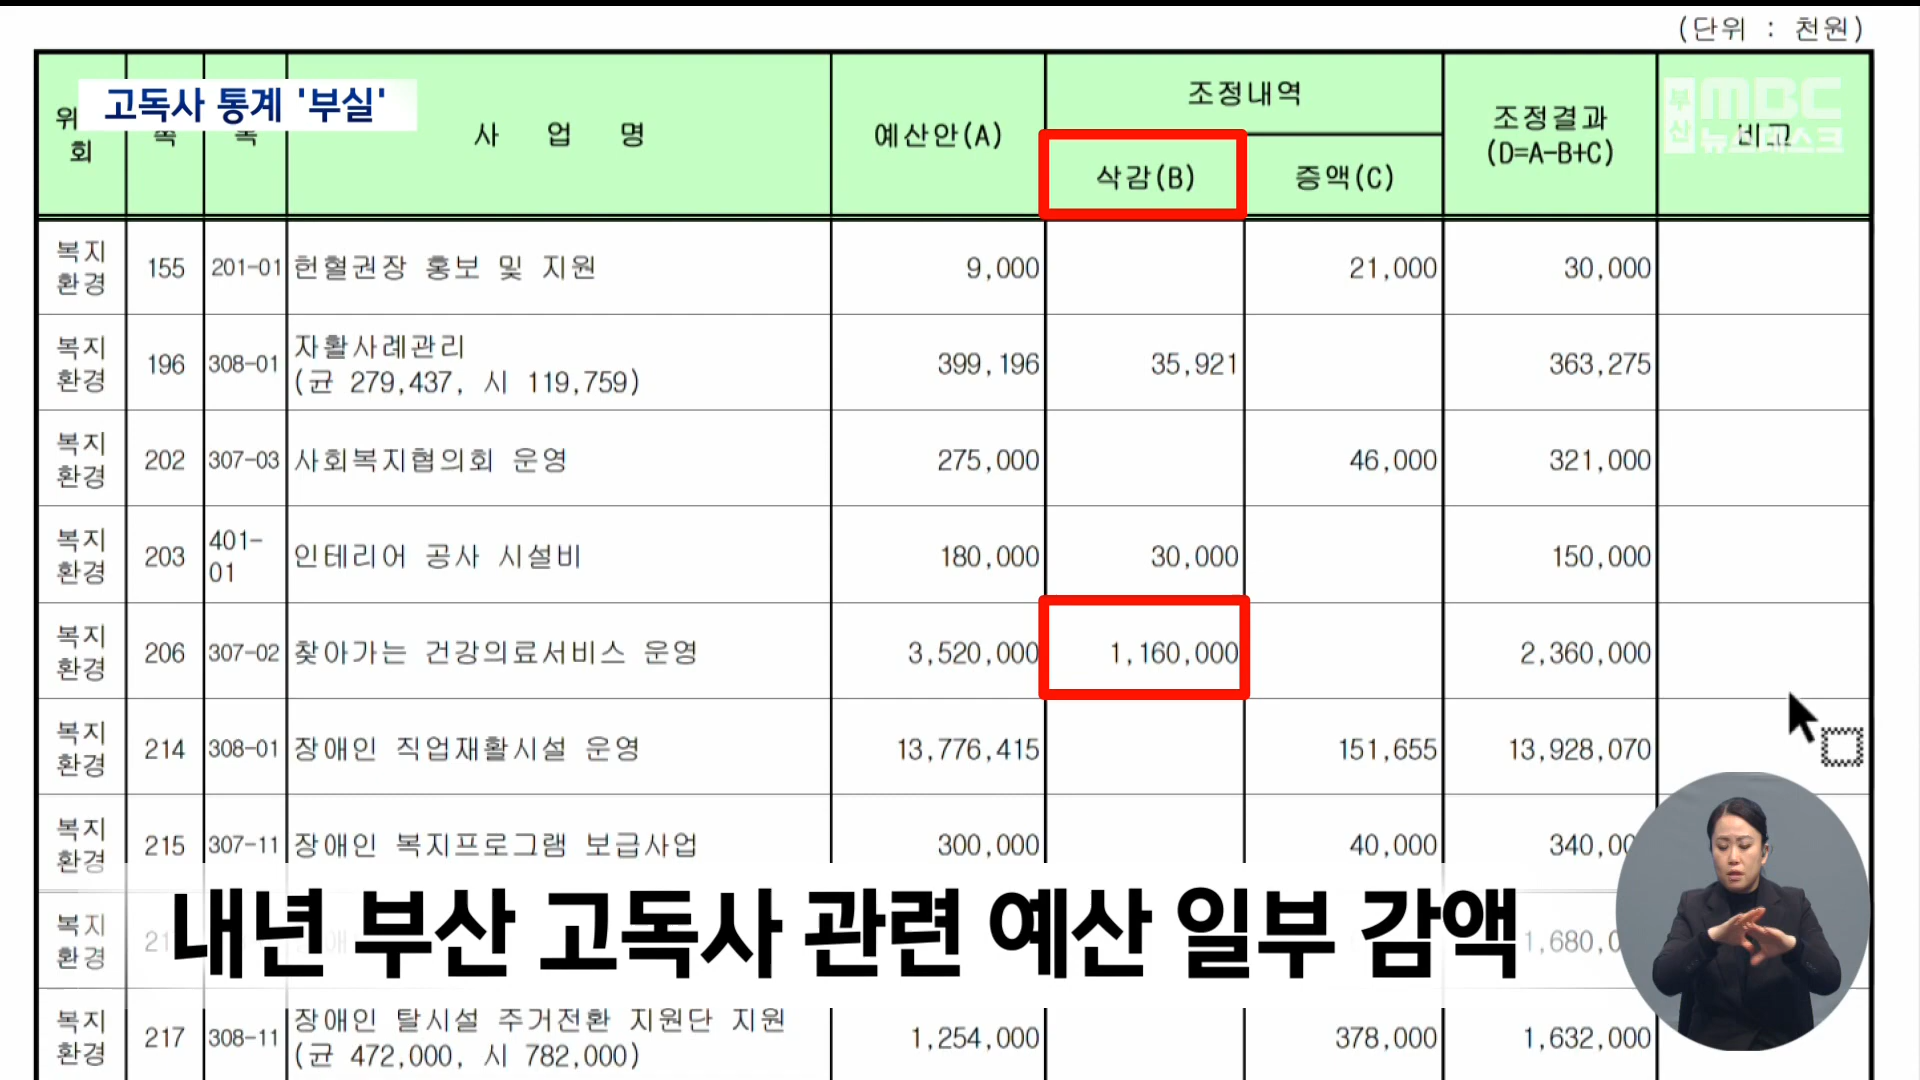 (단위 : 천원)
고독사 통계 '부실'
부산 MBC 뉴스데스크
위 회 쪽 목 사 업 명 예산안(A) 조정내역 삭감(B) 증액(C) 조정결과 (D=A-B+C) 비고
복지 환경 155 201-01 헌혈권장 홍보 및 지원 9,000 21,000 30,000
복지 환경 196 308-01 자활사례관리 (균 279,437, 시 119,759) 399,196 35,921 363,275
복지 환경 202 307-03 사회복지협의회 운영 275,000 46,000 321,000
복지 환경 203 401-01 인테리어 공사 시설비 180,000 30,000 150,000
복지 환경 206 307-02 찾아가는 건강의료서비스 운영 3,520,000 1,160,000 2,360,000
복지 환경 214 308-01 장애인 직업재활시설 운영 13,776,415 151,655 13,928,070
복지 환경 215 307-11 장애인 복지프로그램 보급사업 300,000 40,000 340,00
복지 환경
내년 부산 고독사 관련 예산 일부 감액
복지 환경 217 308-11 장애인 탈시설 주거전환 지원단 지원 (균 472,000, 시 782,000) 1,254,000 378,000 1,632,000